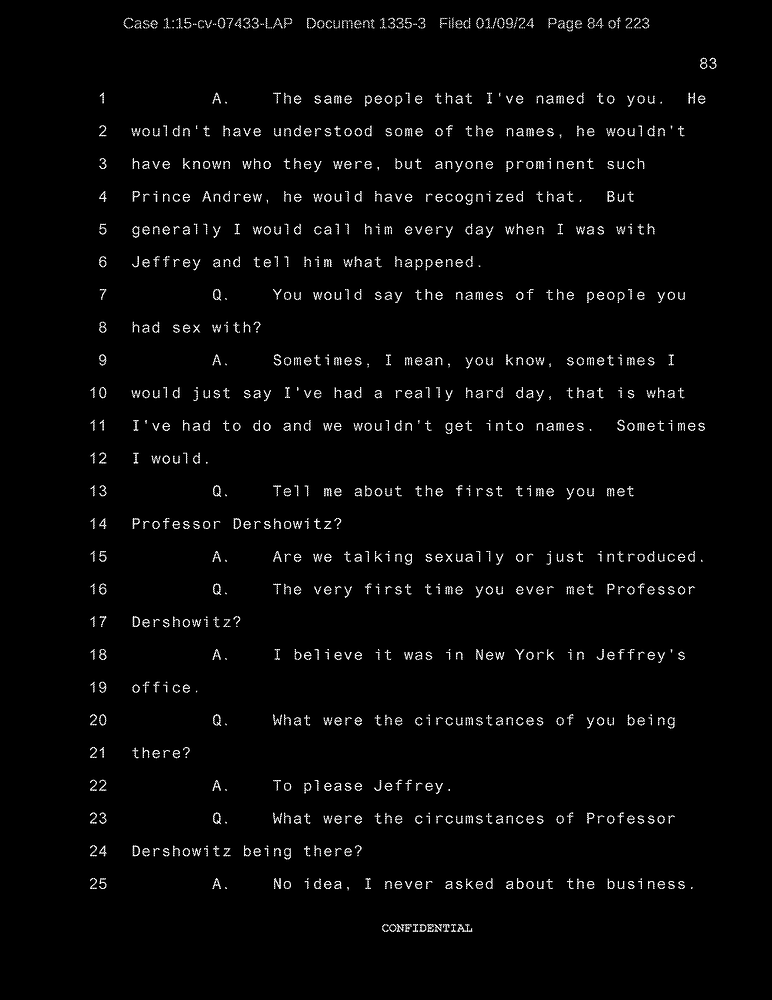 Case 1:15-cv-07433-LAP Document 1335-3 Filed 01/09/24 Page 84 of 223
83
1 A. The same people that I've named to you. He
2 wouldn't have understood some of the names, he wouldn't
3 have known who they were, but anyone prominent such
4 Prince Andrew, he would have recognized that. But
5 generally I would call him every day when I was with
6 Jeffrey and tell him what happened.
7 Q. You would say the names of the people you
8 had sex with?
9 A. Sometimes, I mean, you know, sometimes I
10 would just say I've had a really hard day, that is what
11 I've had to do and we wouldn't get into names. Sometimes
12 I would.
13 Q. Tell me about the first time you met
14 Professor Dershowitz?
15 A. Are we talking sexually or just introduced.
16 Q. The very first time you ever met Professor
17 Dershowitz?
18 A. I believe it was in New York in Jeffrey's
19 office.
20 Q. What were the circumstances of you being
21 there?
22 A. To please Jeffrey.
23 Q. What were the circumstances of Professor
24 Dershowitz being there?
25 A. No idea, I never asked about the business.
CONFIDENTIAL